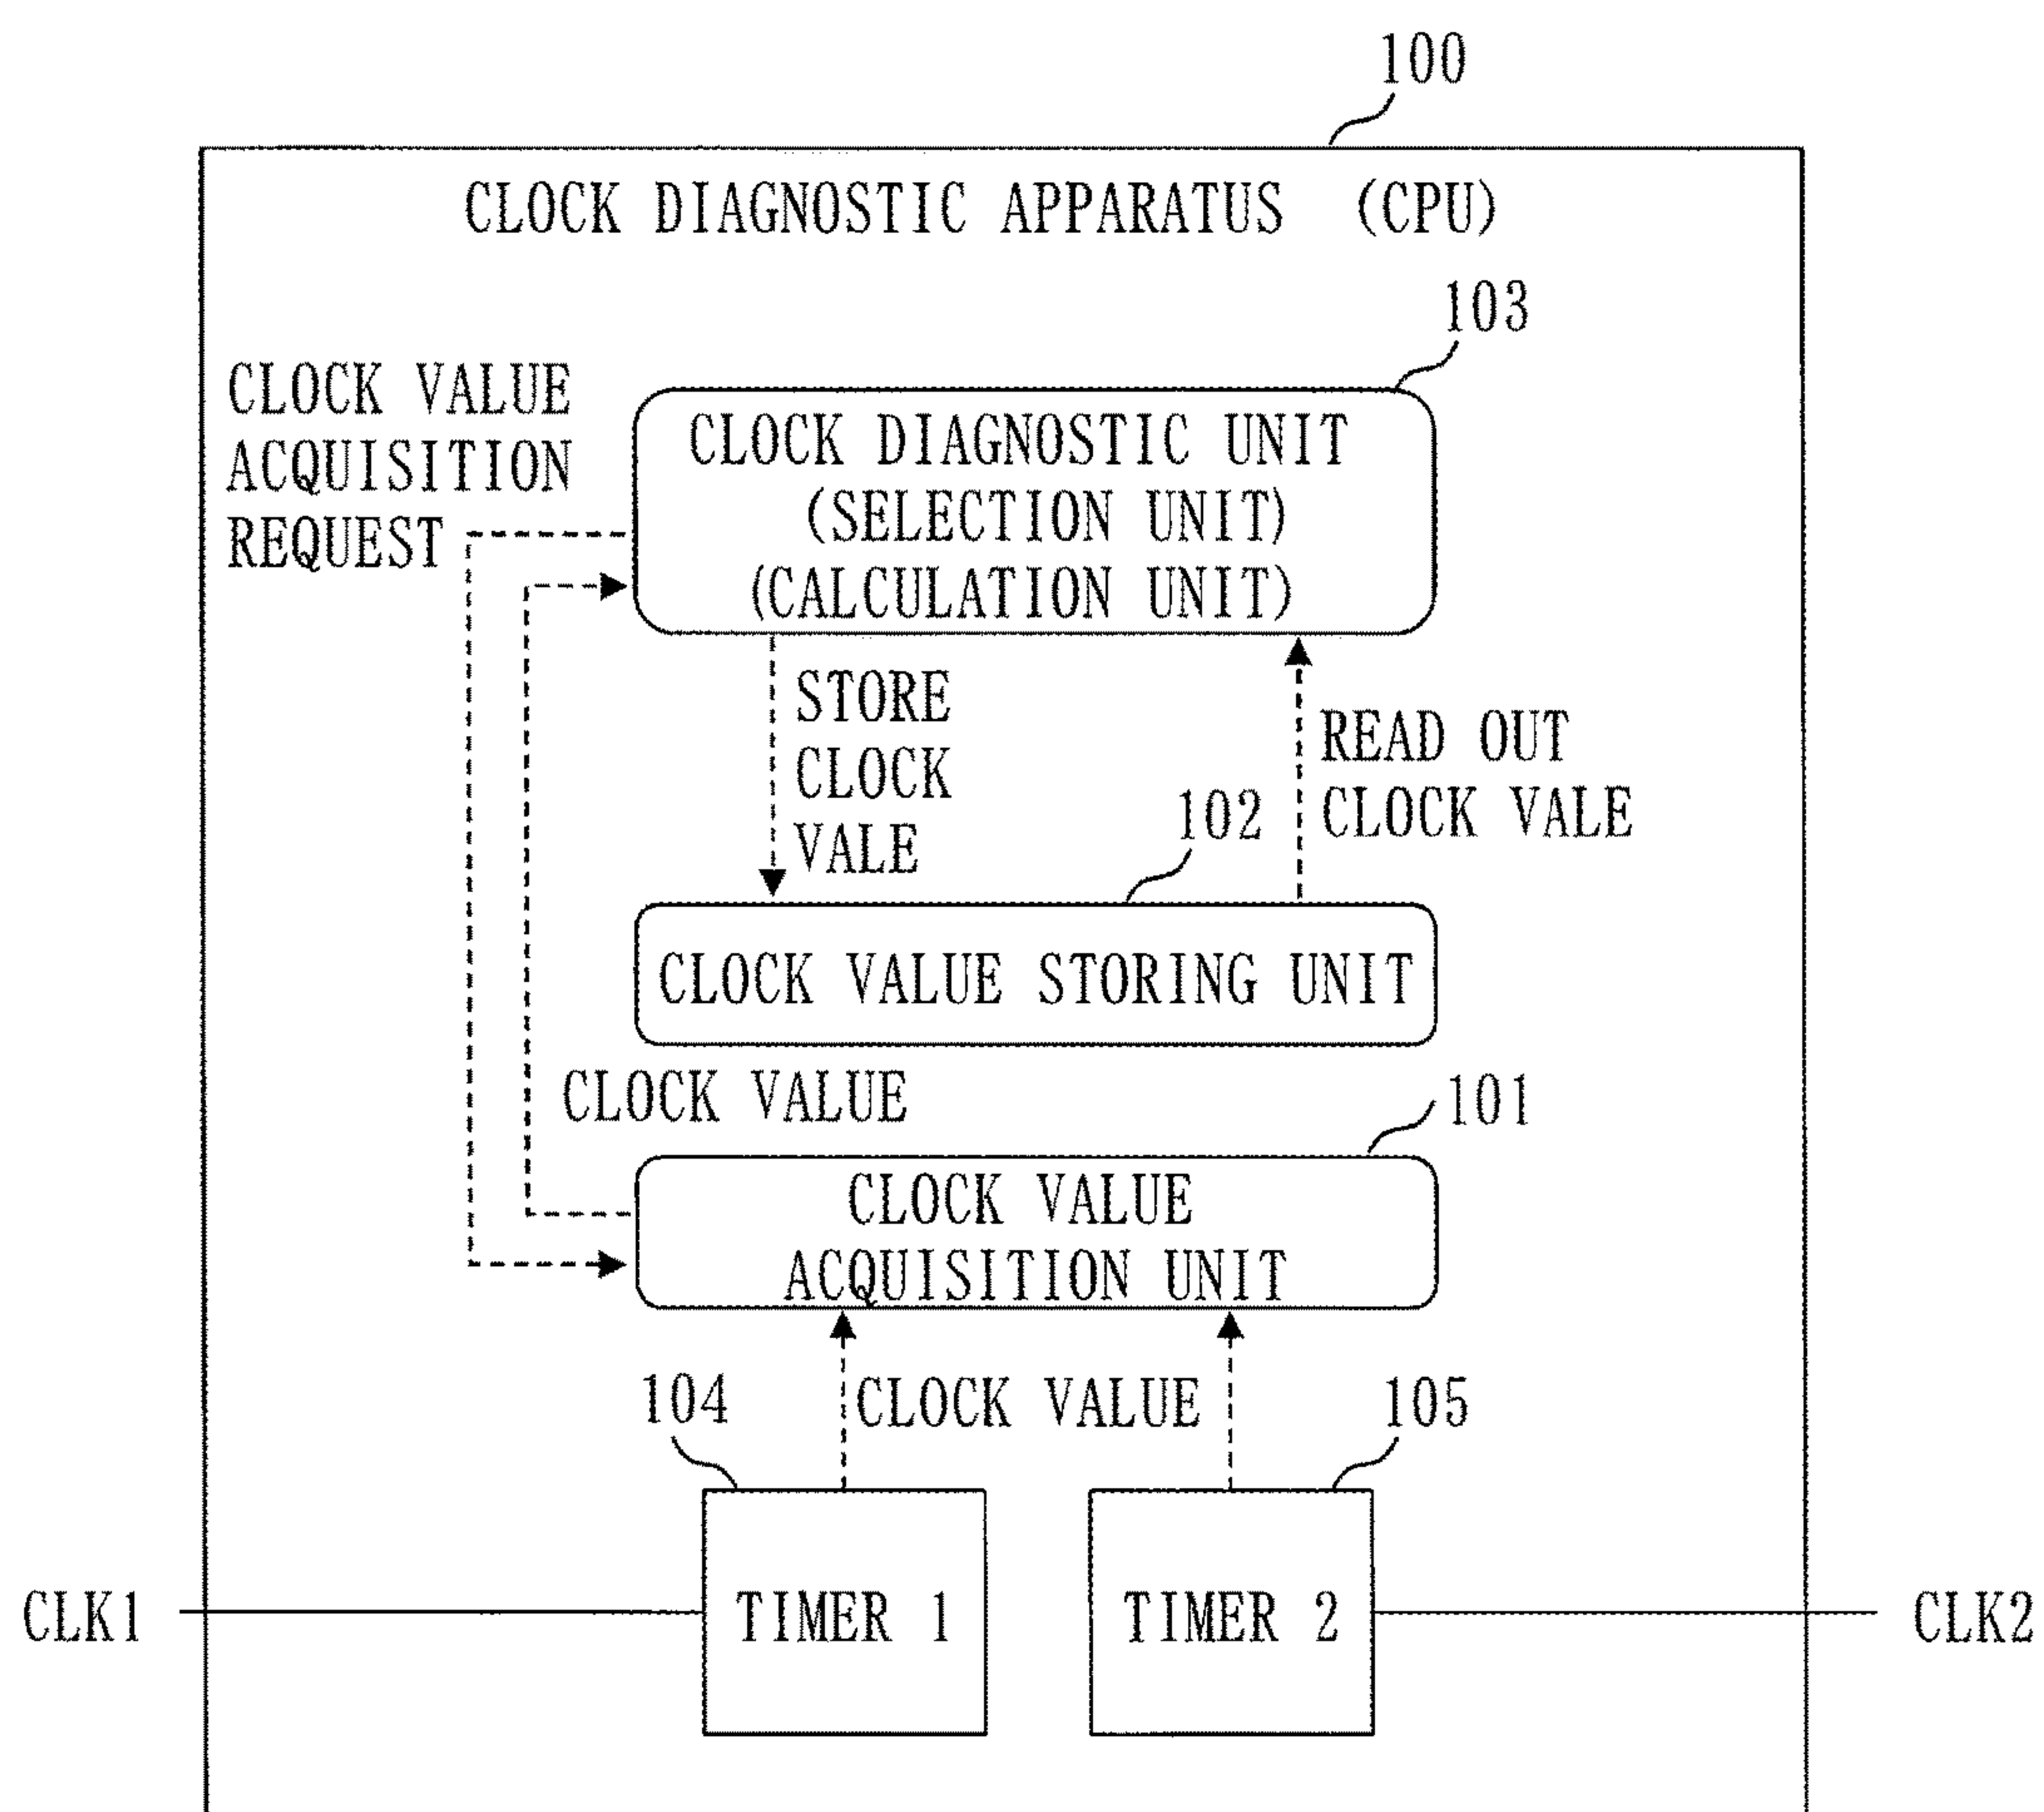 100
CLOCK DIAGNOSTIC APPARATUS (CPU)
103
CLOCK VALUE
ACQUISITION
REQUEST
CLOCK DIAGNOSTIC UNIT
(SELECTION UNIT)
(CALCULATION UNIT)
STORE
CLOCK
VALE
READ OUT
CLOCK VALE
102
CLOCK VALUE STORING UNIT
CLOCK VALUE
101
CLOCK VALUE
ACQUISITION UNIT
104
CLOCK VALUE
105
CLK1
TIMER 1
TIMER 2
CLK2